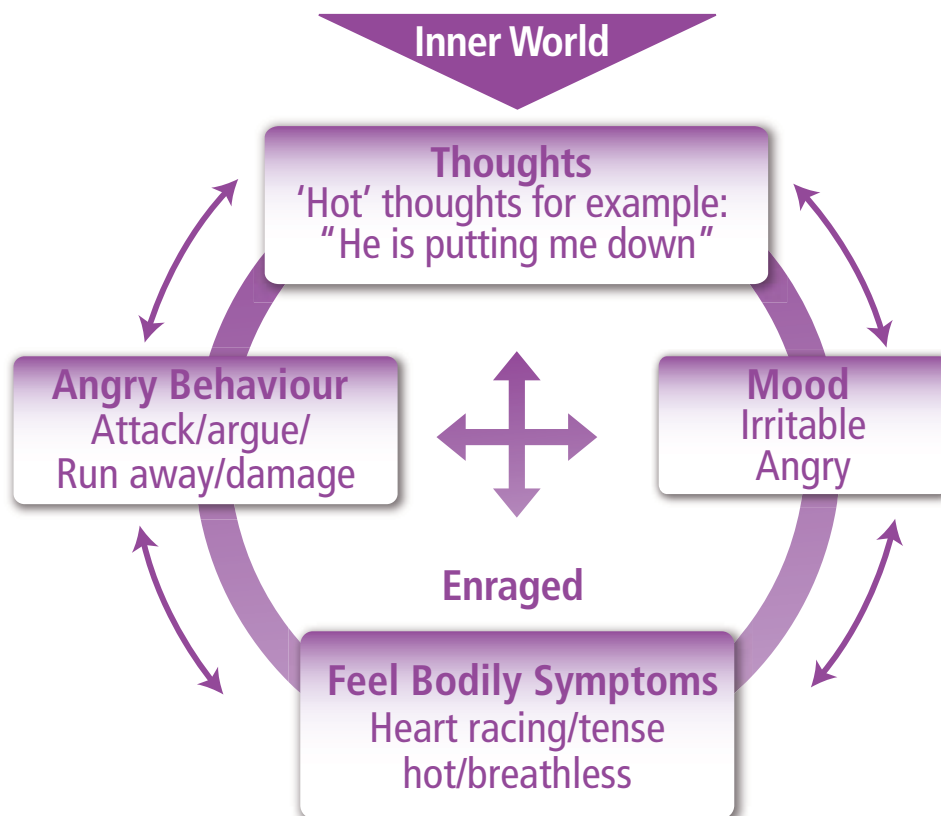 Inner World
Thoughts
‘Hot’ thoughts for example:
“He is putting me down”
Angry Behaviour
Attack/argue/
Run away/damage
Mood
Irritable
Angry
Enraged
Feel Bodily Symptoms
Heart racing/tense
hot/breathless